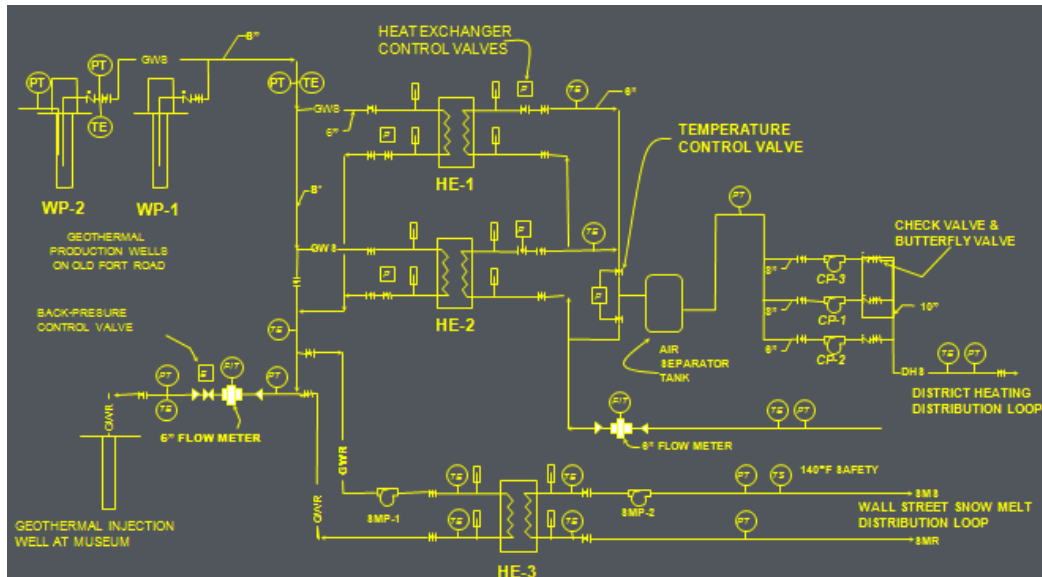 HEAT EXCHANGER
CONTROL VALVES
8"
GWS
PT
PT
TE
WP-2
WP-1
GEOTHERMAL
PRODUCTION WELLS
ON OLD FORT ROAD
PT
TE
GWS
6"
8"
GWS
HE-1
HE-2
TE
6"
TE
TEMPERATURE
CONTROL VALVE
AIR
SEPARATOR
TANK
PT
CHECK VALVE &
BUTTERFLY VALVE
8"
CP-3
8"
CP-1
6"
CP-2
10"
DHS
TE
PT
DISTRICT HEATING
DISTRIBUTION LOOP
BACK-PRESURE
CONTROL VALVE
TE
PT
TE
FIT
PT
GWR
6" FLOW METER
FIT
6" FLOW METER
TE
PT
GEOTHERMAL INJECTION
WELL AT MUSEUM
GWR
GWR
SMP-1
TE
TE
HE-3
TE
TE
SMP-2
PT
TS
140°F SAFETY
PT
SMS
WALL STREET SNOW MELT
DISTRIBUTION LOOP
SMR